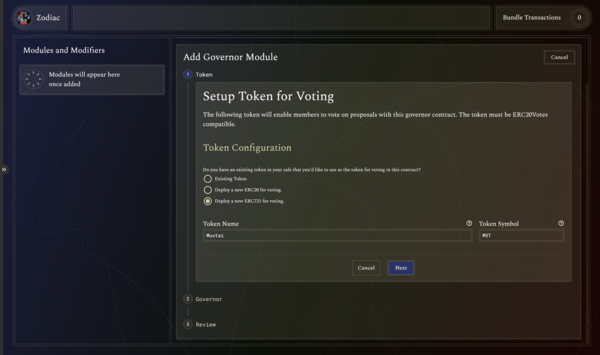 Zodiac
Bundle Transactions
0
Modules and Modifiers
Modules will appear here
once added
Add Governor Module
Cancel
1
Token
Setup Token for Voting
The following token will enable members to vote on proposals with this governor contract. The token must be ERC20Votes
compatible.
Token Configuration
Do you have an existing token in your safe that you'd like to use as the token for voting in this contract?
Existing Token
Deploy a new ERC20 for voting.
Deploy a new ERC721 for voting.
Token Name
Token Symbol
Muxtai
MXT
Cancel
Next
2
Governor
3
Review